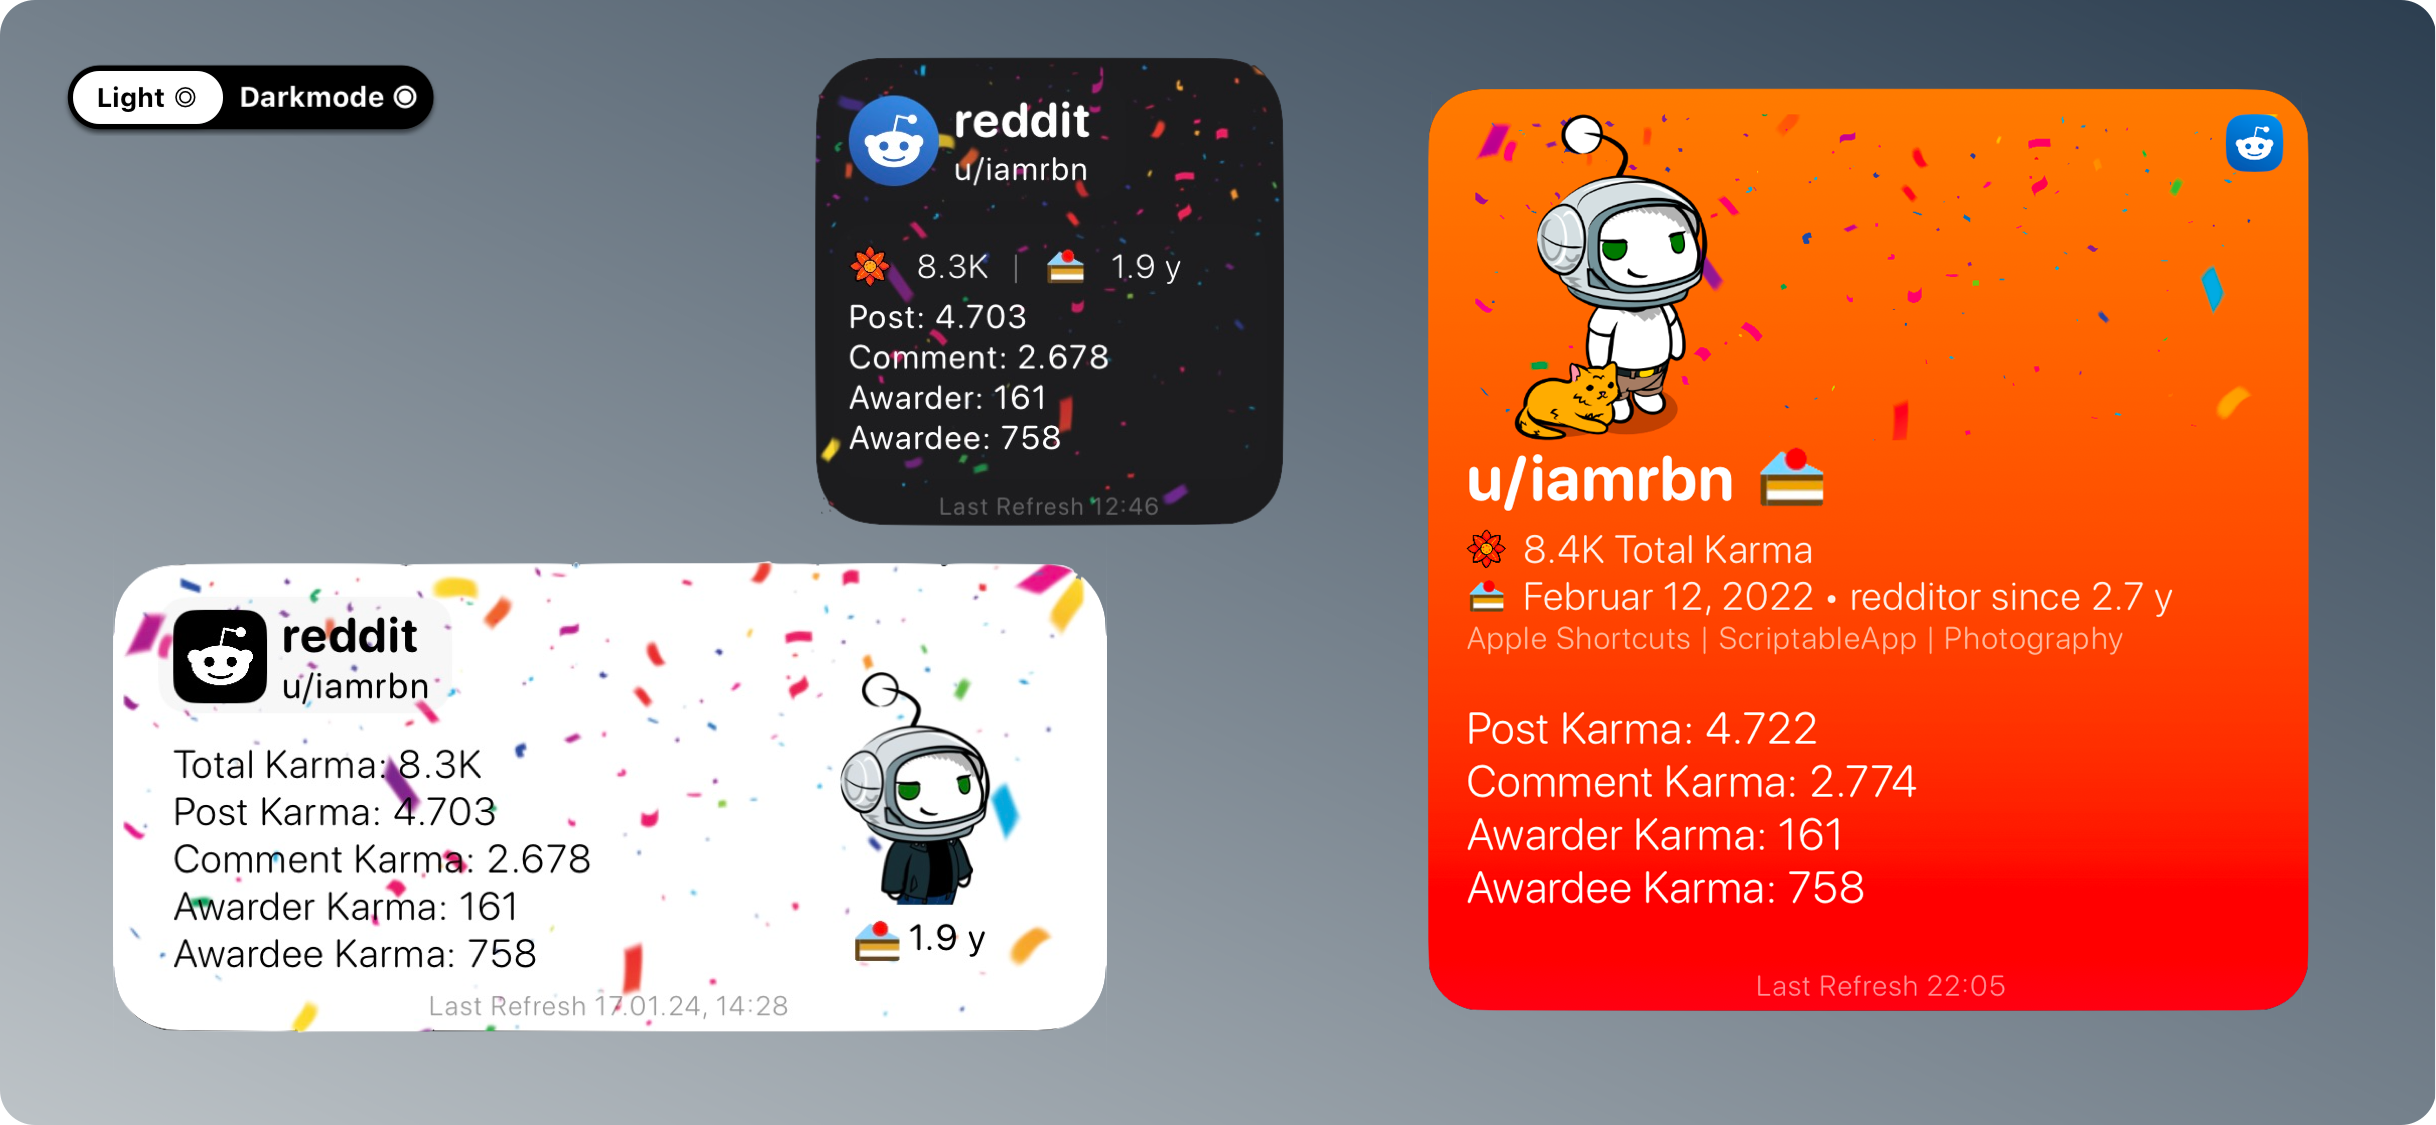 Light
Darkmode
reddit
u/iamrbn
8.3K | 1.9 y
Post: 4.703
Comment: 2.678
Awarder: 161
Awardee: 758
Last Refresh 12:46
reddit
u/iamrbn
Total Karma: 8.3K
Post Karma: 4.703
Comment Karma: 2.678
Awarder Karma: 161
Awardee Karma: 758
1.9 y
Last Refresh 17.01.24, 14:28
u/iamrbn
8.4K Total Karma
Februar 12, 2022 • redditor since 2.7 y
Apple Shortcuts | ScriptableApp | Photography
Post Karma: 4.722
Comment Karma: 2.774
Awarder Karma: 161
Awardee Karma: 758
Last Refresh 22:05